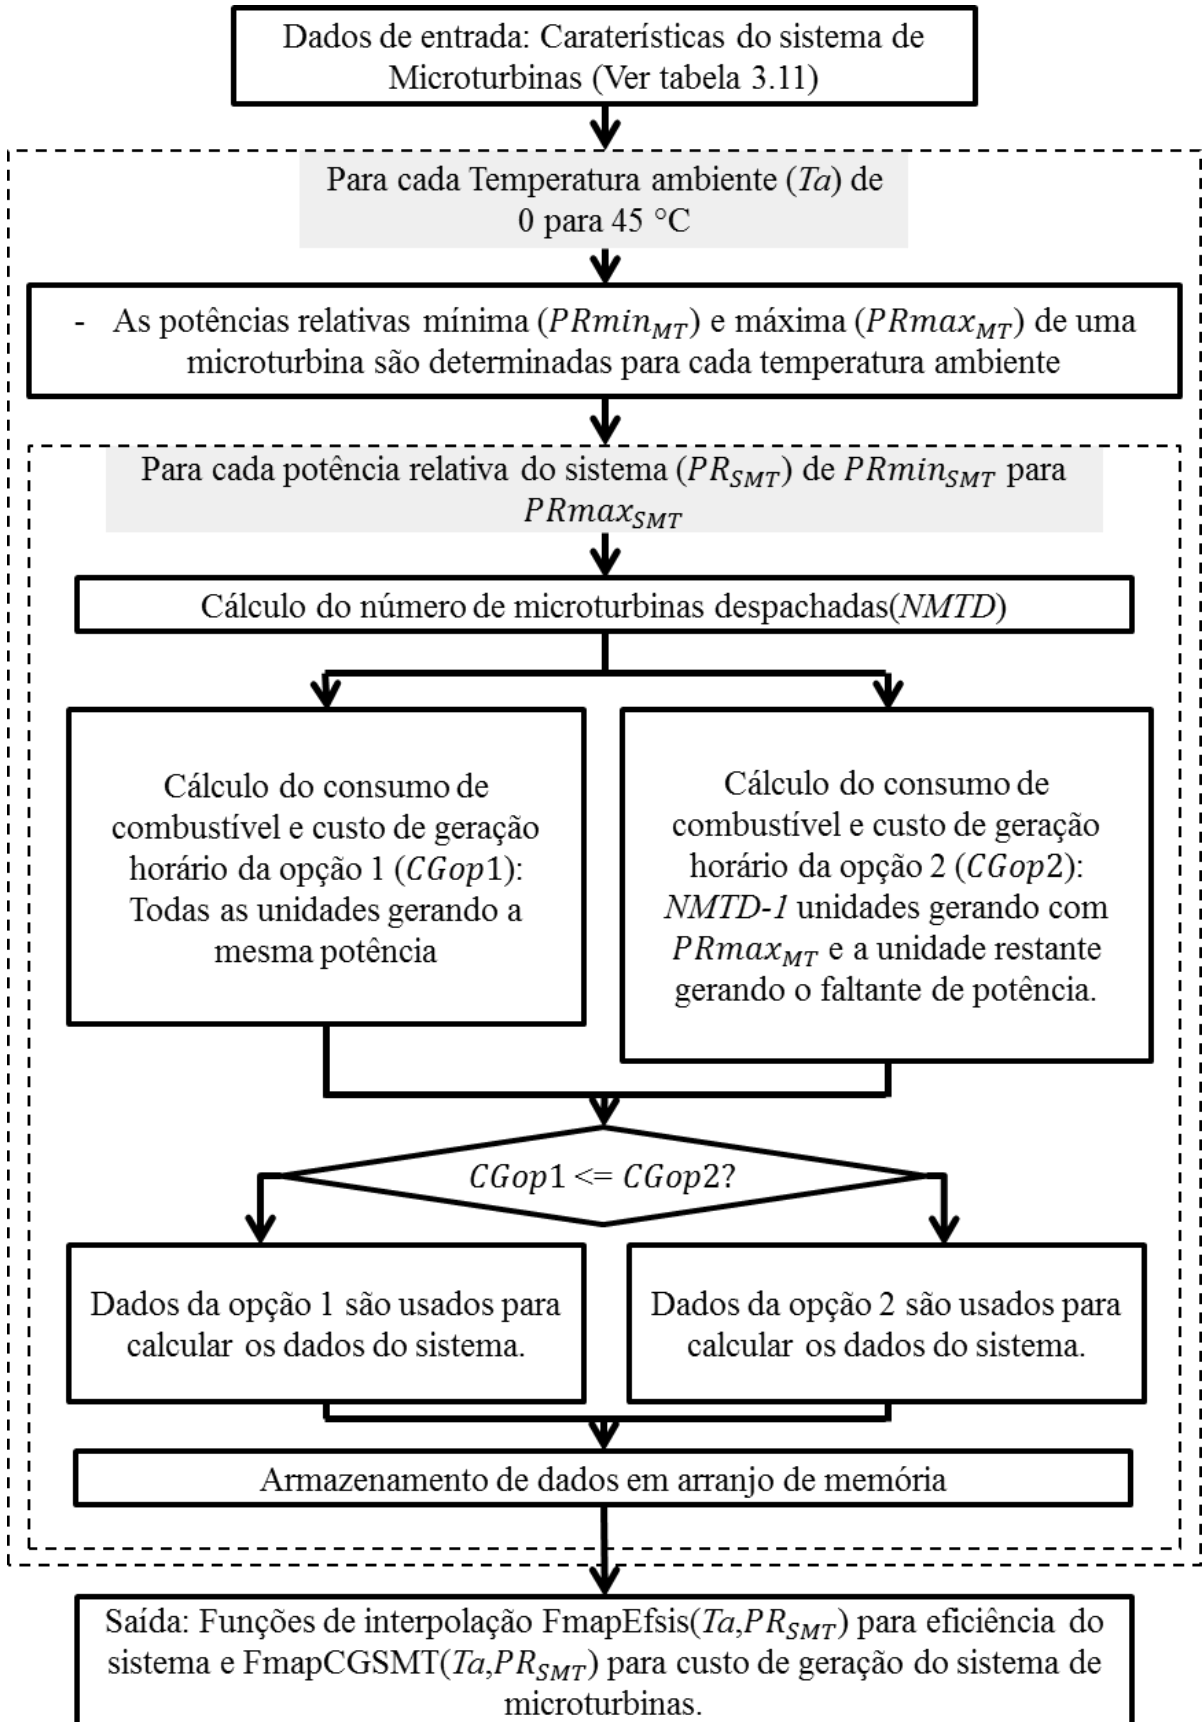 Dados de entrada: Caraterísticas do sistema de
Microturbinas (Ver tabela 3.11)
Para cada Temperatura ambiente (Ta) de
0 para 45 °C
- As potências relativas mínima (PRmin_MT) e máxima (PRmax_MT) de uma
microturbina são determinadas para cada temperatura ambiente
Para cada potência relativa do sistema (PR_SMT) de PRmin_SMT para
PRmax_SMT
Cálculo do número de microturbinas despachadas(NMTD)
Cálculo do consumo de
combustível e custo de geração
horário da opção 1 (CGop1):
Todas as unidades gerando a
mesma potência
Cálculo do consumo de
combustível e custo de geração
horário da opção 2 (CGop2):
NMTD-1 unidades gerando com
PRmax_MT e a unidade restante
gerando o faltante de potência.
CGop1 <= CGop2?
Dados da opção 1 são usados para
calcular os dados do sistema.
Dados da opção 2 são usados para
calcular os dados do sistema.
Armazenamento de dados em arranjo de memória
Saída: Funções de interpolação FmapEfsis(Ta,PR_SMT) para eficiência do
sistema e FmapCGSMT(Ta,PR_SMT) para custo de geração do sistema de
microturbinas.